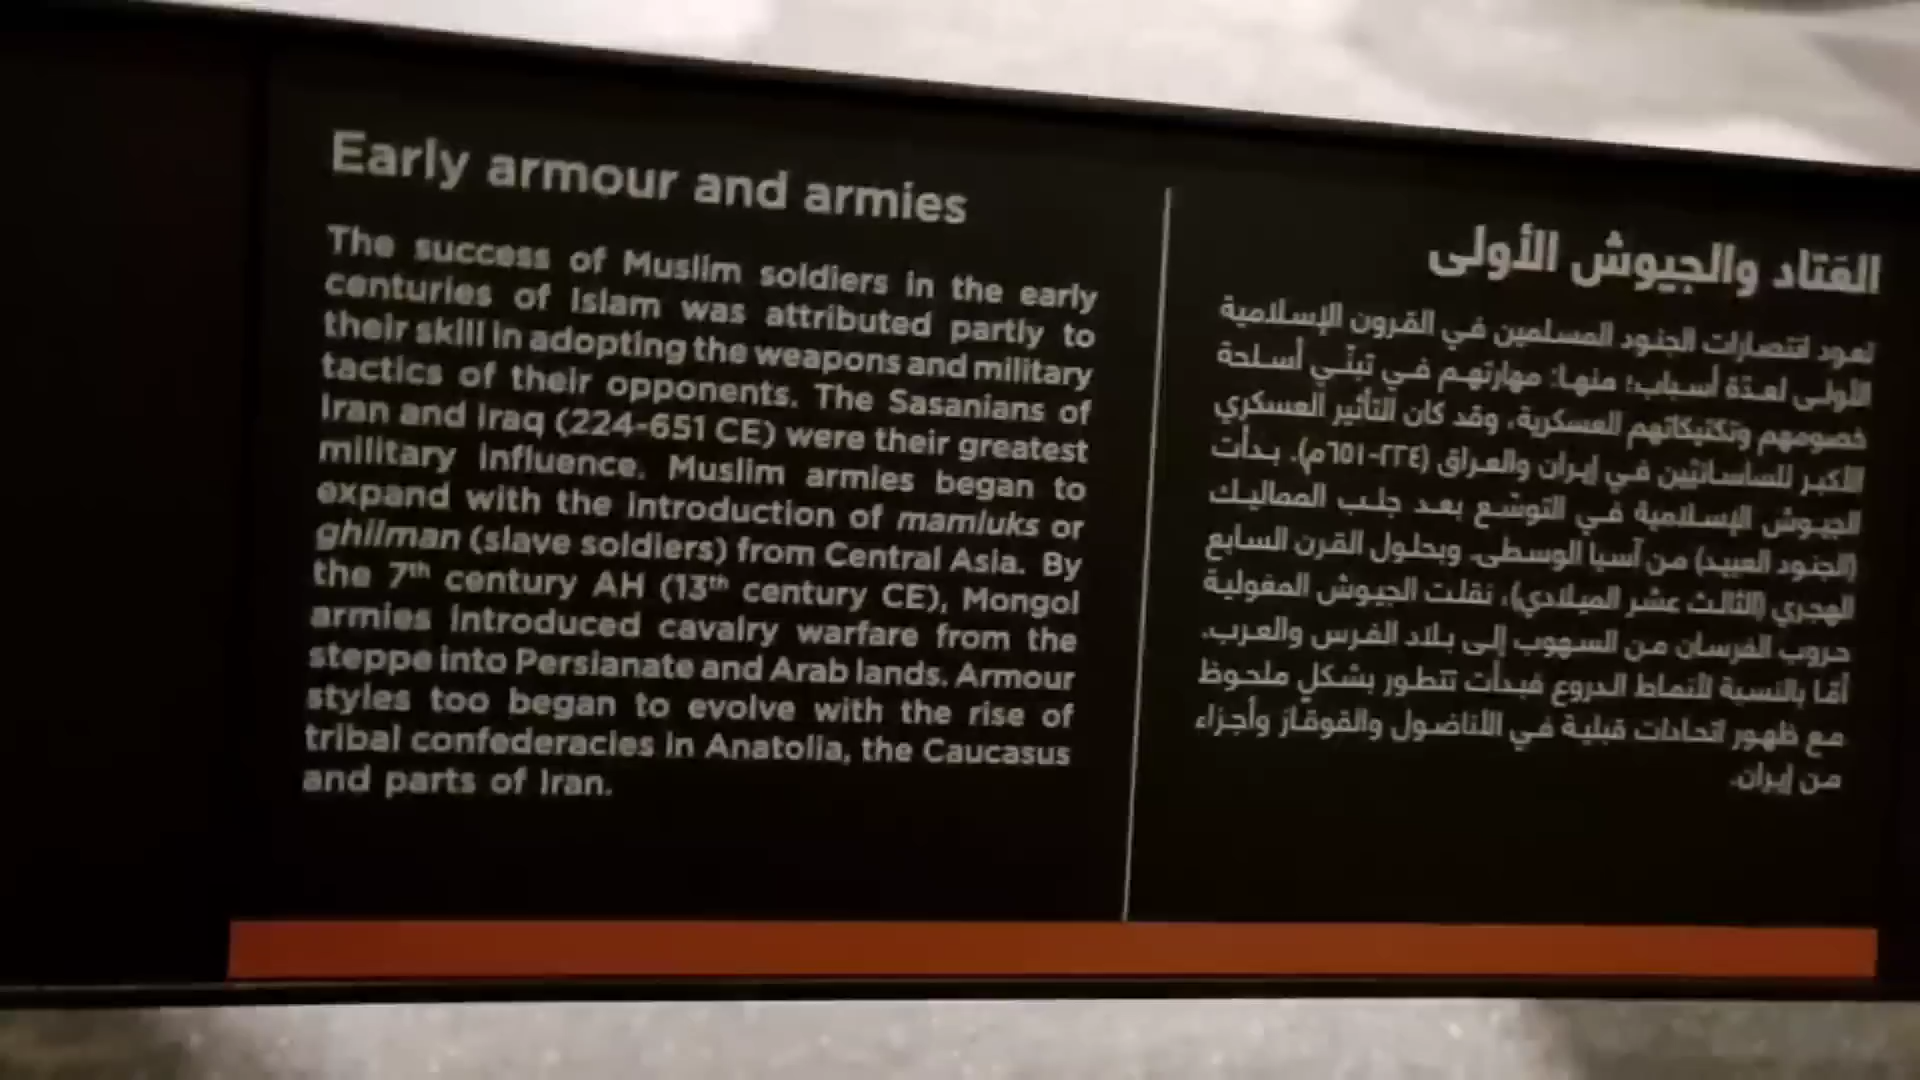 Early armour and armies
The success of Muslim soldiers in the early
centuries of Islam was attributed partly to
their skill in adopting the weapons and military
tactics of their opponents. The Sasanians of
Iran and Iraq (224-651 CE) were their greatest
military influence. Muslim armies began to
expand with the introduction of mamluks or
ghilman (slave soldiers) from Central Asia. By
the 7th century AH (13th century CE), Mongol
armies introduced cavalry warfare from the
steppe into Persianate and Arab lands. Armour
styles too began to evolve with the rise of
tribal confederacies in Anatolia, the Caucasus
and parts of Iran.
العَتاد والجيوش الأولى
تعود انتصارات الجنود المسلمين في القرون الإسلامية
الأولى لعدّة أسباب؛ منها: مهارتهم في تبنّي أسلحة
خصومهم وتكتيكاتهم العسكرية، وقد كان التأثير العسكري
الأكبر للساسانيين في إيران والعراق (٢٢٤-٦٥١م). بدأت
الجيوش الإسلامية في التوسّع بعد جلب المماليك
(الجنود العبيد) من آسيا الوسطى. وبحلول القرن السابع
الهجري (الثالث عشر الميلادي)، نقلت الجيوش المغولية
حروب الفرسان من السهوب إلى بلاد الفرس والعرب.
أمّا بالنسبة لأنماط الدروع فبدأت تتطور بشكل ملحوظ
مع ظهور اتحادات قبلية في الأناضول والقوقاز وأجزاء
من إيران.